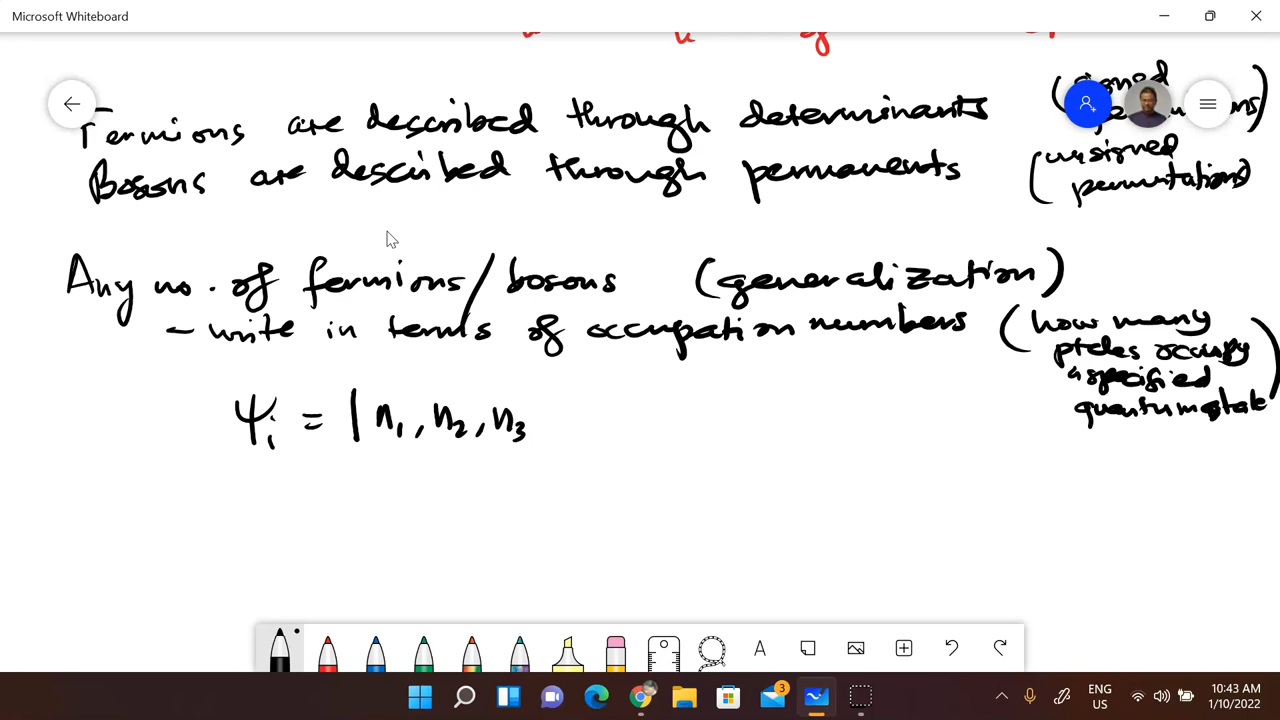 Microsoft Whiteboard
Fermions are described through determinants (signed
Bosons are described through permanents (unsigned permutations)
Any no. of fermions/bosons (generalization)
- write in terms of occupation numbers (how many ptcles occupy a specified quantum state
ψi = | n1, n2, n3
A
3
ENG
US
10:43 AM
1/10/2022